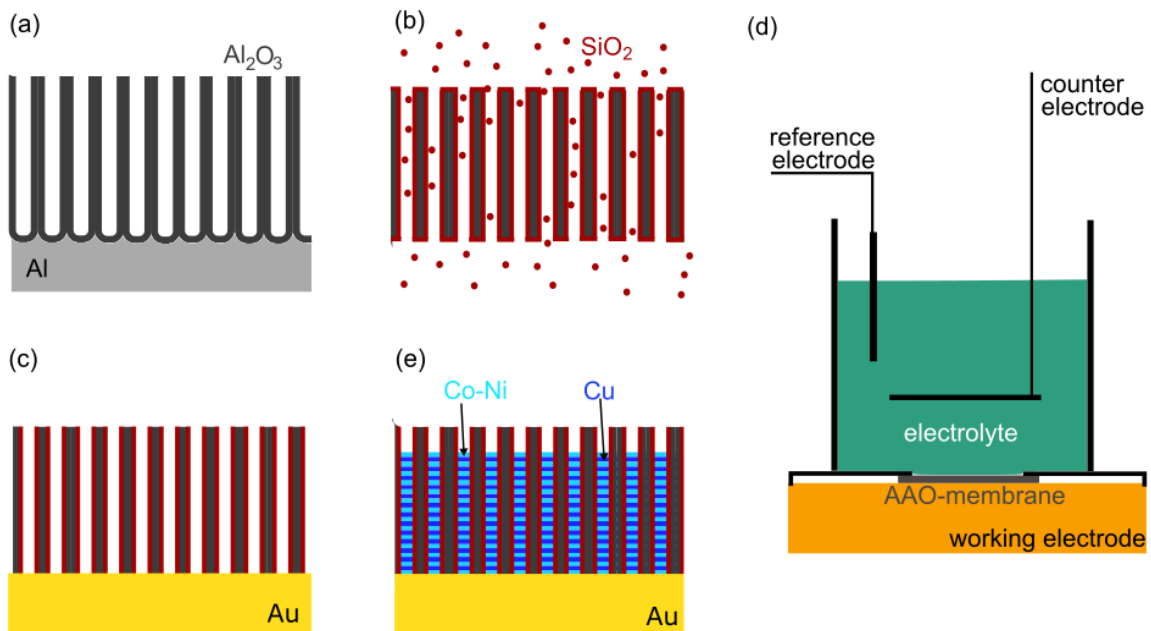 (a)
Al₂O₃
Al
(b)
SiO₂
(c)
Au
(e)
Co-Ni
Cu
Au
(d)
counter
electrode
reference
electrode
electrolyte
AAO-membrane
working electrode